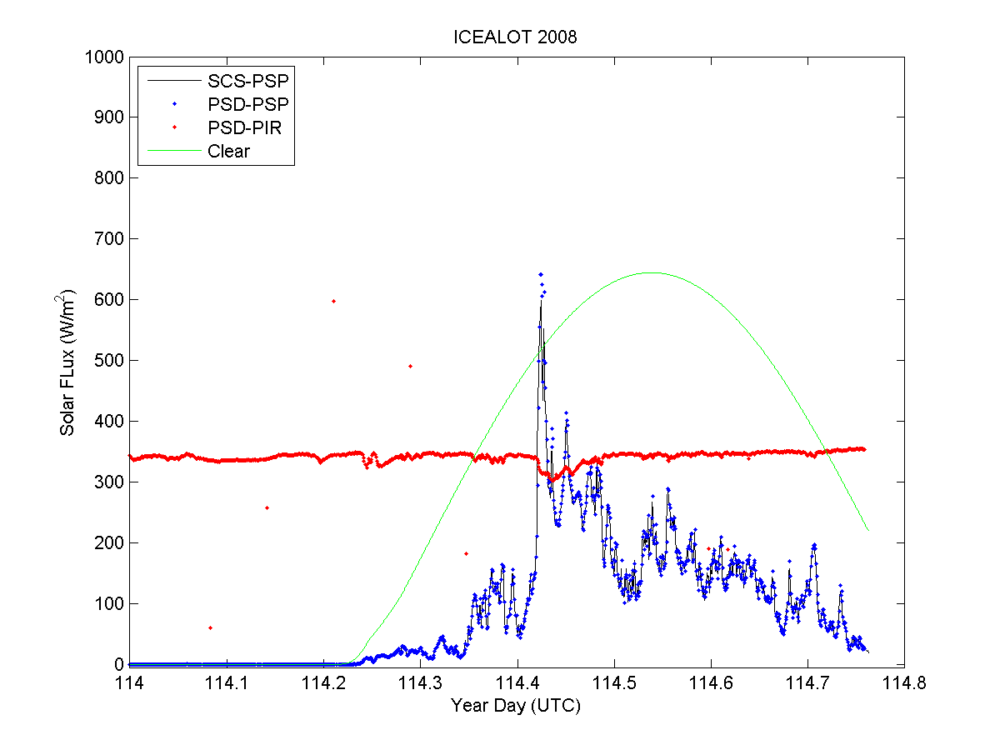 ICEALOT 2008
1000
900
800
700
600
500
400
300
200
100
0
Solar FLux (W/m²)
SCS-PSP
PSD-PSP
PSD-PIR
Clear
114 114.1 114.2 114.3 114.4 114.5 114.6 114.7 114.8
Year Day (UTC)